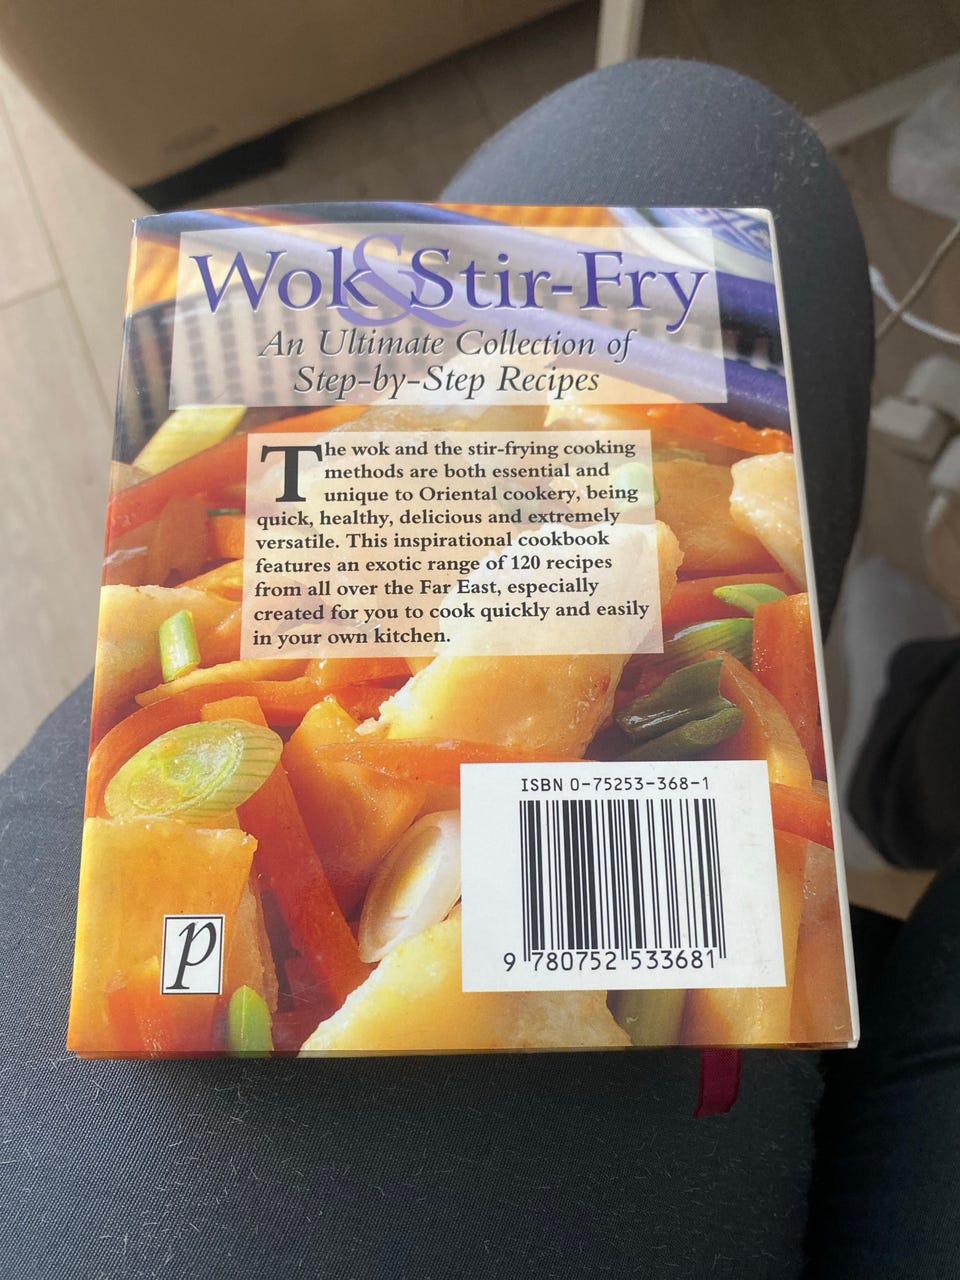 Wok & Stir-Fry
An Ultimate Collection of
Step-by-Step Recipes
The wok and the stir-frying cooking
methods are both essential and
unique to Oriental cookery, being
quick, healthy, delicious and extremely
versatile. This inspirational cookbook
features an exotic range of 120 recipes
from all over the Far East, especially
created for you to cook quickly and easily
in your own kitchen.
ISBN 0-75253-368-1
9 780752 533681
p